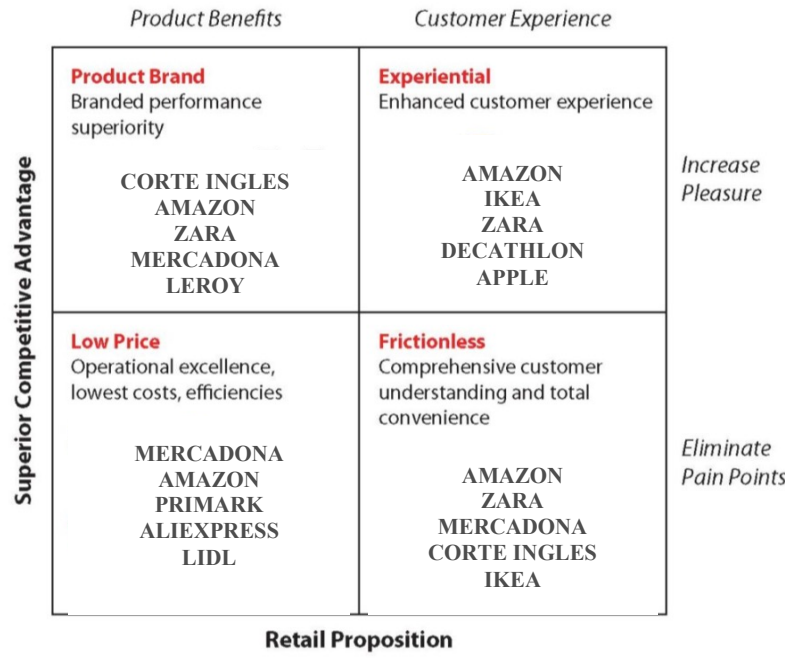 Product Benefits
Customer Experience
Product Brand
Branded performance
superiority
CORTE INGLES
AMAZON
ZARA
MERCADONA
LEROY
Experiential
Enhanced customer experience
AMAZON
IKEA
ZARA
DECATHLON
APPLE
Increase
Pleasure
Superior Competitive Advantage
Low Price
Operational excellence,
lowest costs, efficiencies
MERCADONA
AMAZON
PRIMARK
ALIEXPRESS
LIDL
Frictionless
Comprehensive customer
understanding and total
convenience
AMAZON
ZARA
MERCADONA
CORTE INGLES
IKEA
Eliminate
Pain Points
Retail Proposition